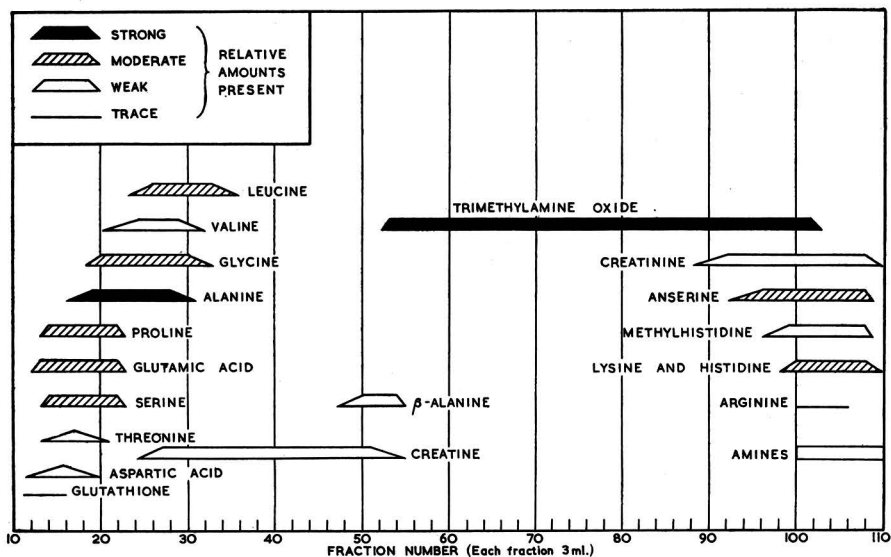 STRONG
MODERATE
WEAK
TRACE
RELATIVE
AMOUNTS
PRESENT
LEUCINE
TRIMETHYLAMINE OXIDE
VALINE
GLYCINE
CREATININE
ALANINE
ANSERINE
PROLINE
METHYLHISTIDINE
GLUTAMIC ACID
LYSINE AND HISTIDINE
SERINE
β-ALANINE
ARGININE
THREONINE
CREATINE
AMINES
ASPARTIC ACID
GLUTATHIONE
10 20 30 40 50 60 70 80 90 100 110
FRACTION NUMBER (Each fraction 3ml.)